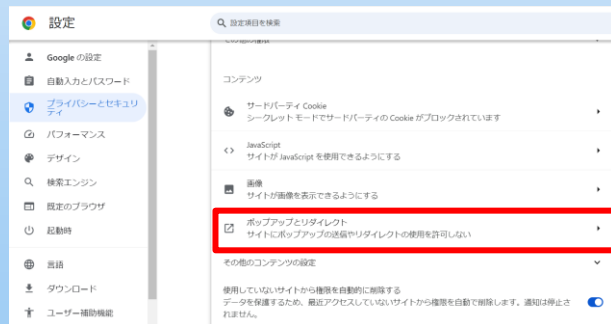 設定
設定項目を検索
Google の設定
自動入力とパスワード
プライバシーとセキュリ
ティ
パフォーマンス
デザイン
検索エンジン
既定のブラウザ
起動時
言語
ダウンロード
ユーザー補助機能
コンテンツ
サードパーティ Cookie
シークレット モードでサードパーティの Cookie がブロックされています
JavaScript
サイトが JavaScript を使用できるようにする
画像
サイトが画像を表示できるようにする
ポップアップとリダイレクト
サイトにポップアップの送信やリダイレクトの使用を許可しない
その他のコンテンツの設定
使用していないサイトから権限を自動的に削除する
データを保護するため、最近アクセスしていないサイトから権限を自動で削除します。通知は停止さ
れません。